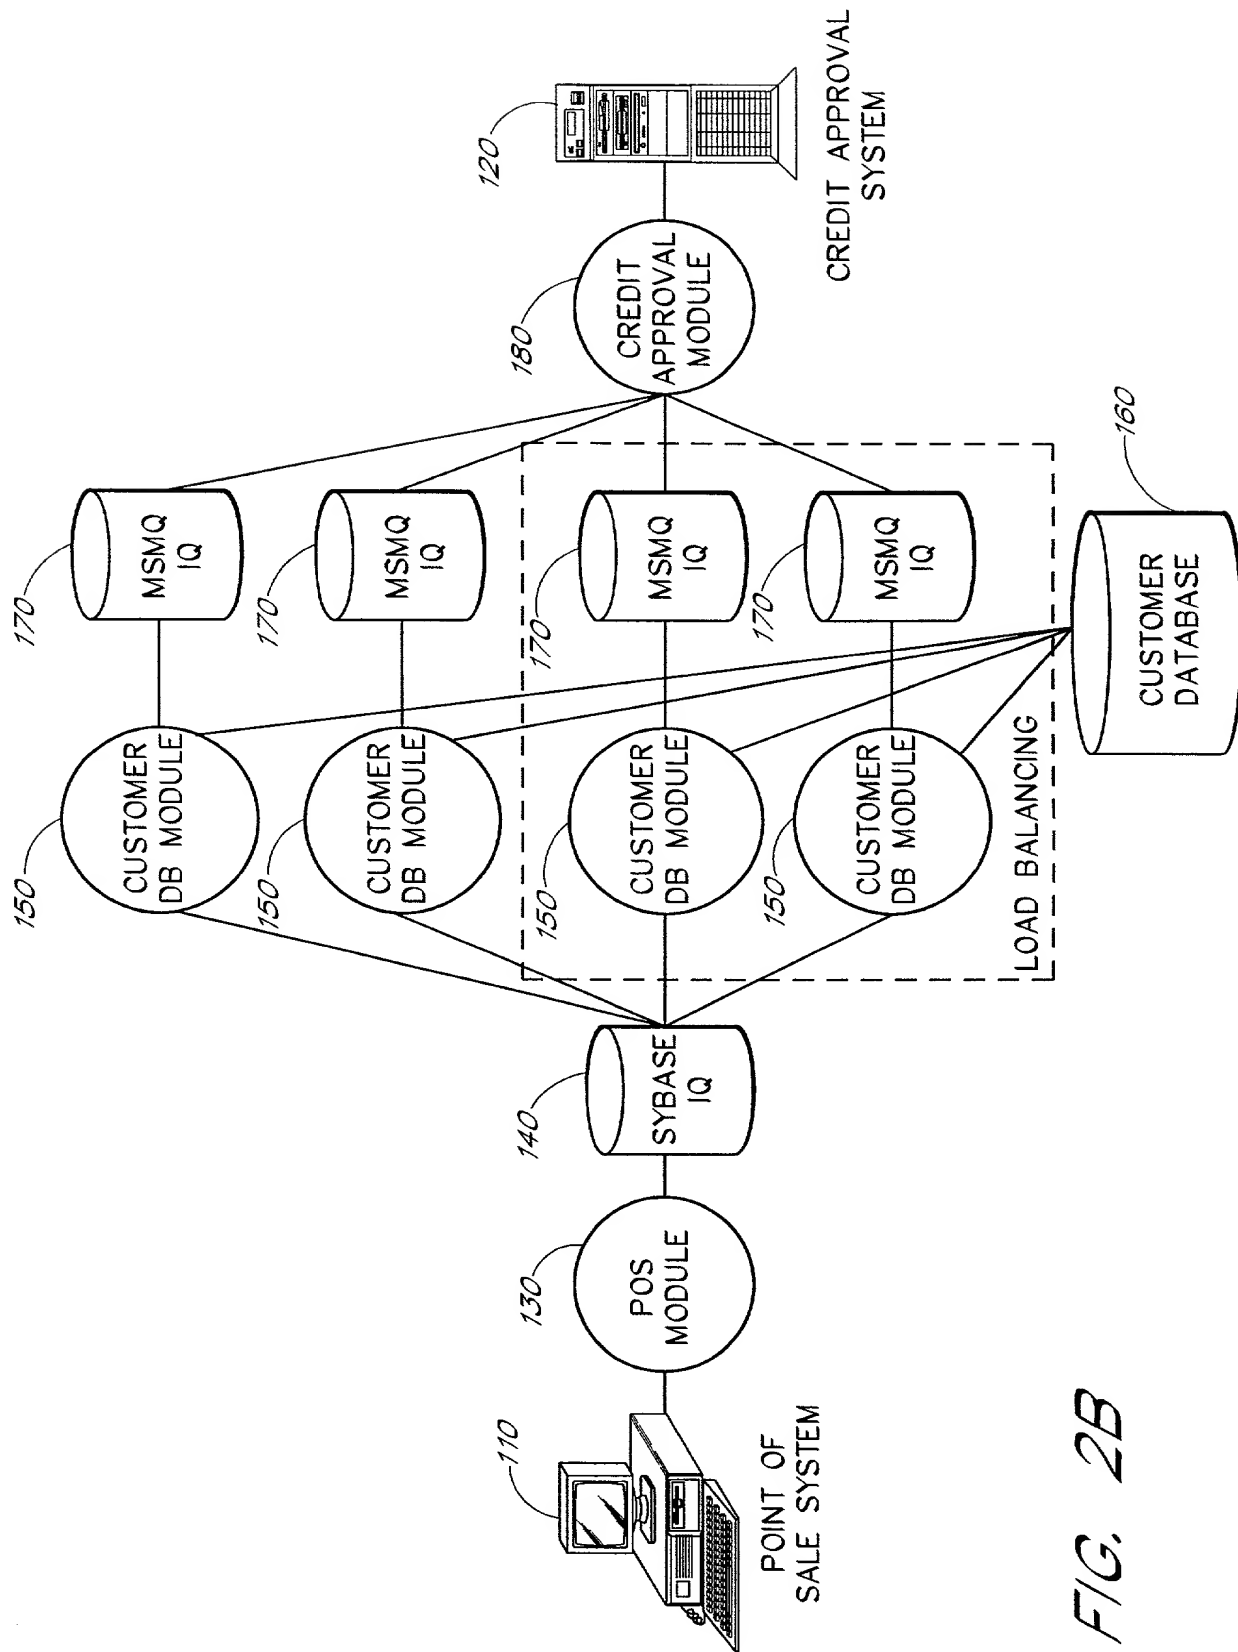 170
MSMQ
IQ
150
CUSTOMER
DB MODULE
170
MSMQ
IQ
150
CUSTOMER
DB MODULE
110
POINT OF
SALE SYSTEM
130
POS
MODULE
140
SYBASE
IQ
150
CUSTOMER
DB MODULE
170
MSMQ
IQ
180
CREDIT
APPROVAL
MODULE
120
CREDIT APPROVAL
SYSTEM
150
CUSTOMER
DB MODULE
170
MSMQ
IQ
LOAD BALANCING
160
CUSTOMER
DATABASE
FIG. 2B